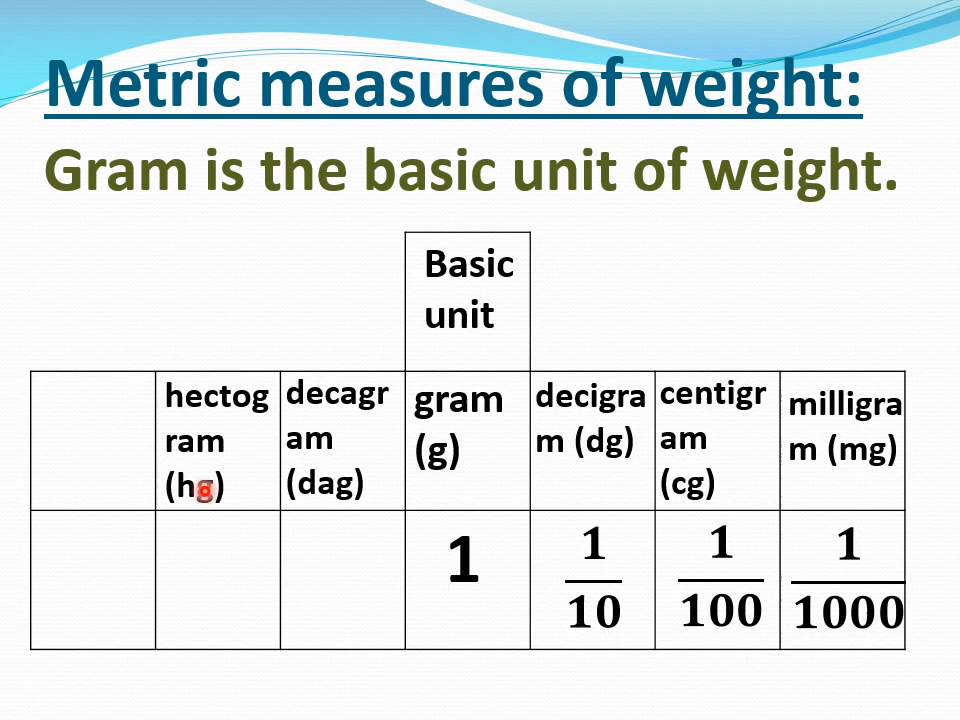 Metric measures of weight:
Gram is the basic unit of weight.
Basic
unit
hectog
ram
(hg)
decagr
am
(dag)
gram
(g)
decigra
m (dg)
centigr
am
(cg)
milligra
m (mg)
1
1
10
1
100
1
1000